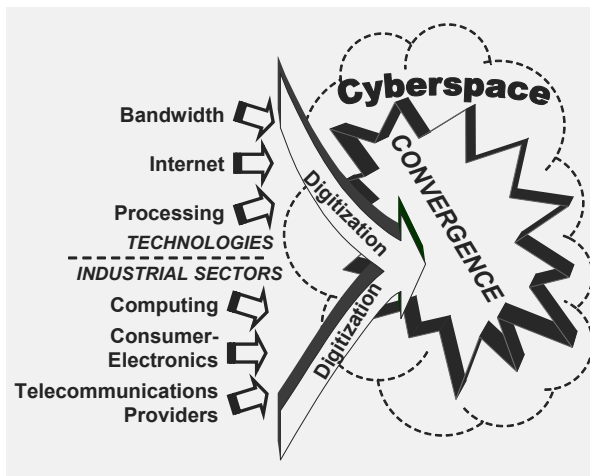 Cyberspace
CONVERGENCE
Bandwidth
Internet
Processing
Digitization
TECHNOLOGIES
INDUSTRIAL SECTORS
Computing
Consumer-
Electronics
Digitization
Telecommunications
Providers